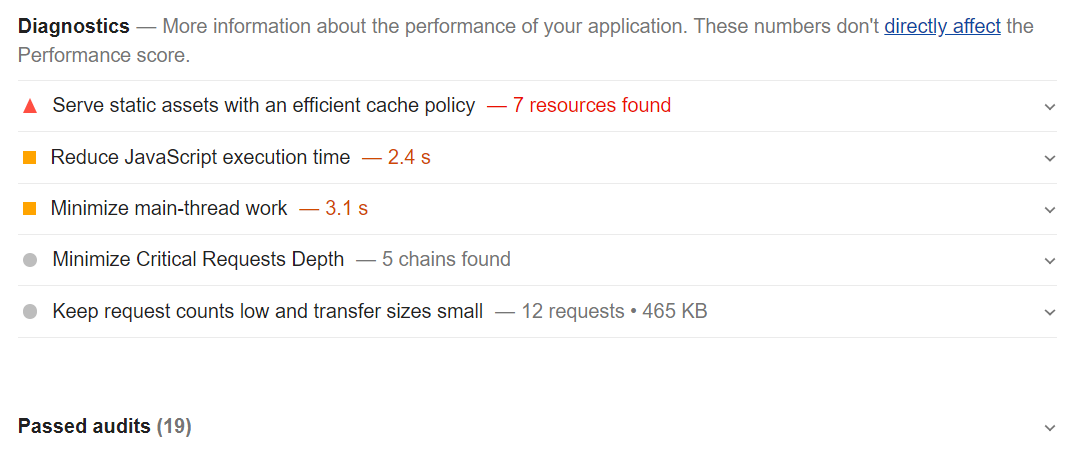 Diagnostics — More information about the performance of your application. These numbers don't directly affect the
Performance score.
Serve static assets with an efficient cache policy — 7 resources found
Reduce JavaScript execution time — 2.4 s
Minimize main-thread work — 3.1 s
Minimize Critical Requests Depth — 5 chains found
Keep request counts low and transfer sizes small — 12 requests • 465 KB
Passed audits (19)